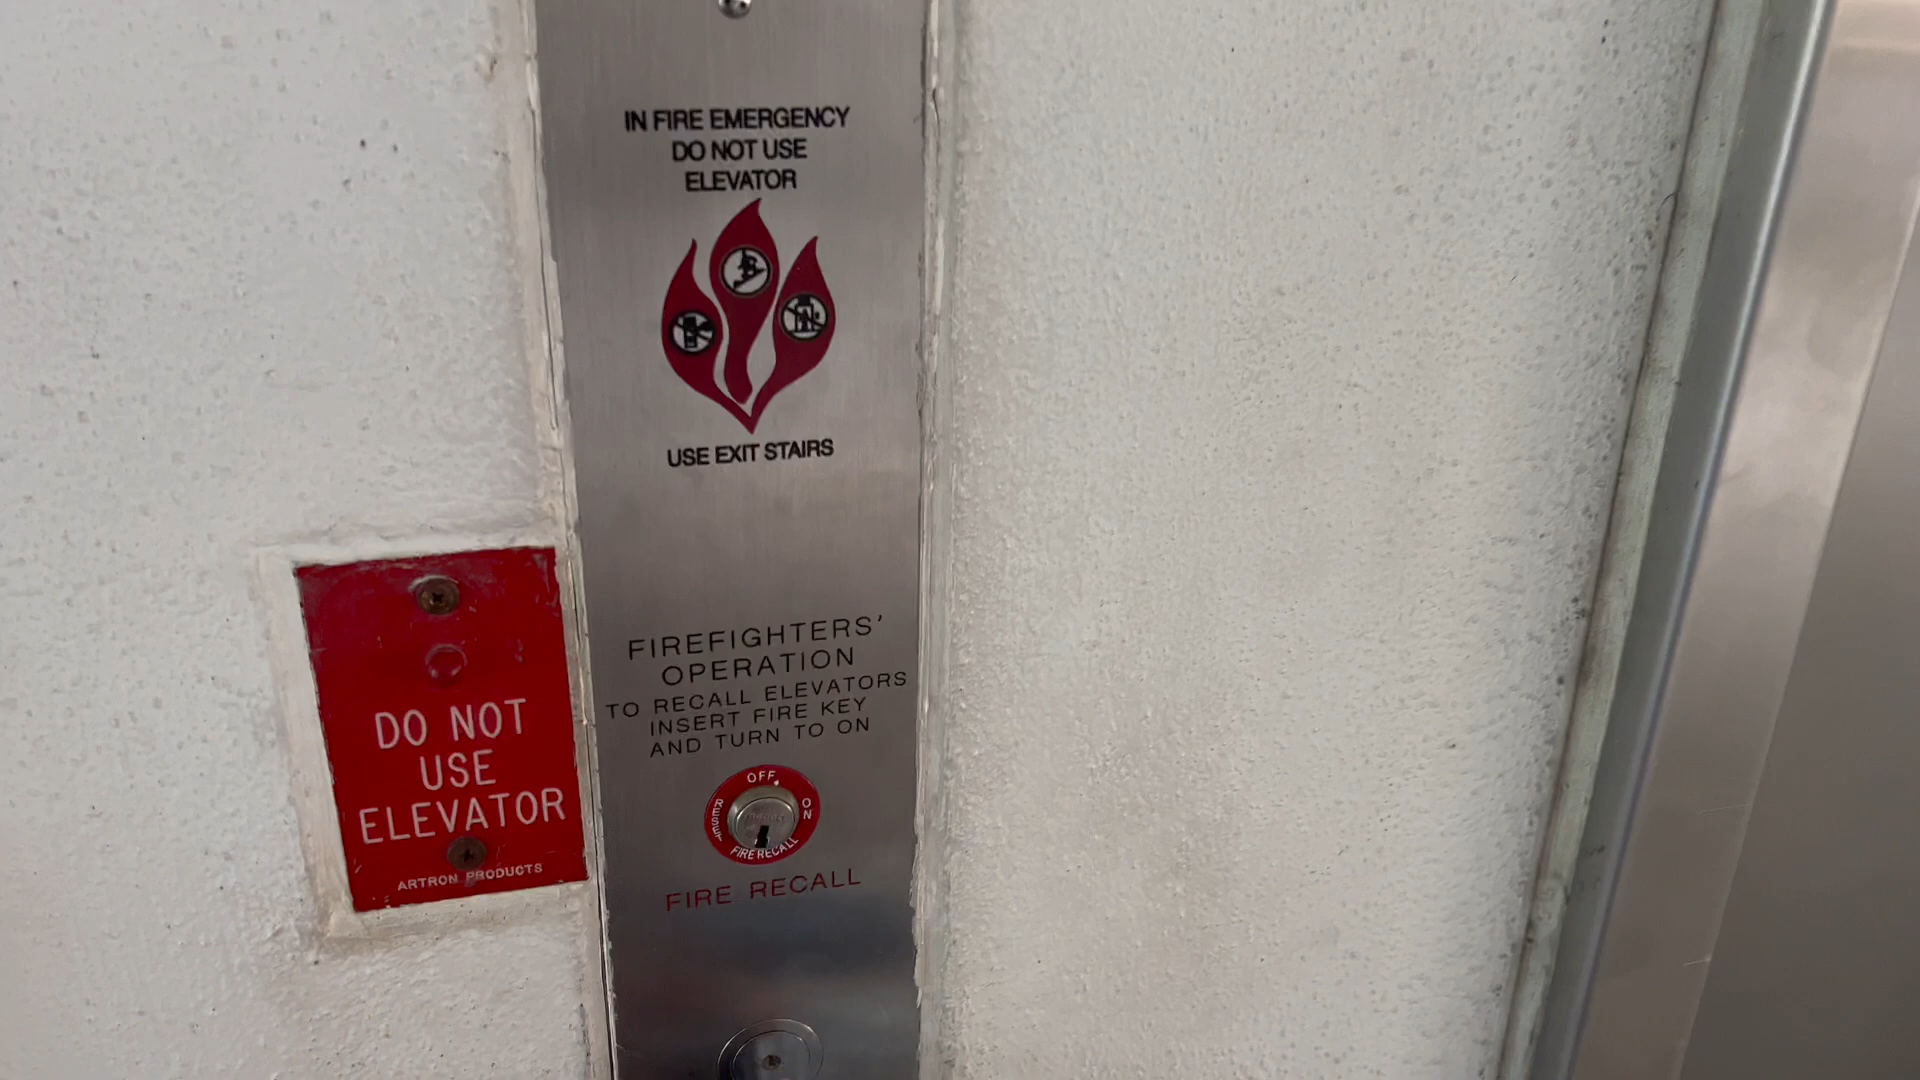 IN FIRE EMERGENCY
DO NOT USE
ELEVATOR
USE EXIT STAIRS
DO NOT
USE
ELEVATOR
ARTRON PRODUCTS
FIREFIGHTERS'
OPERATION
TO RECALL ELEVATORS
INSERT FIRE KEY
AND TURN TO ON
OFF
RESET
ON
FIRE RECALL
FIRE RECALL